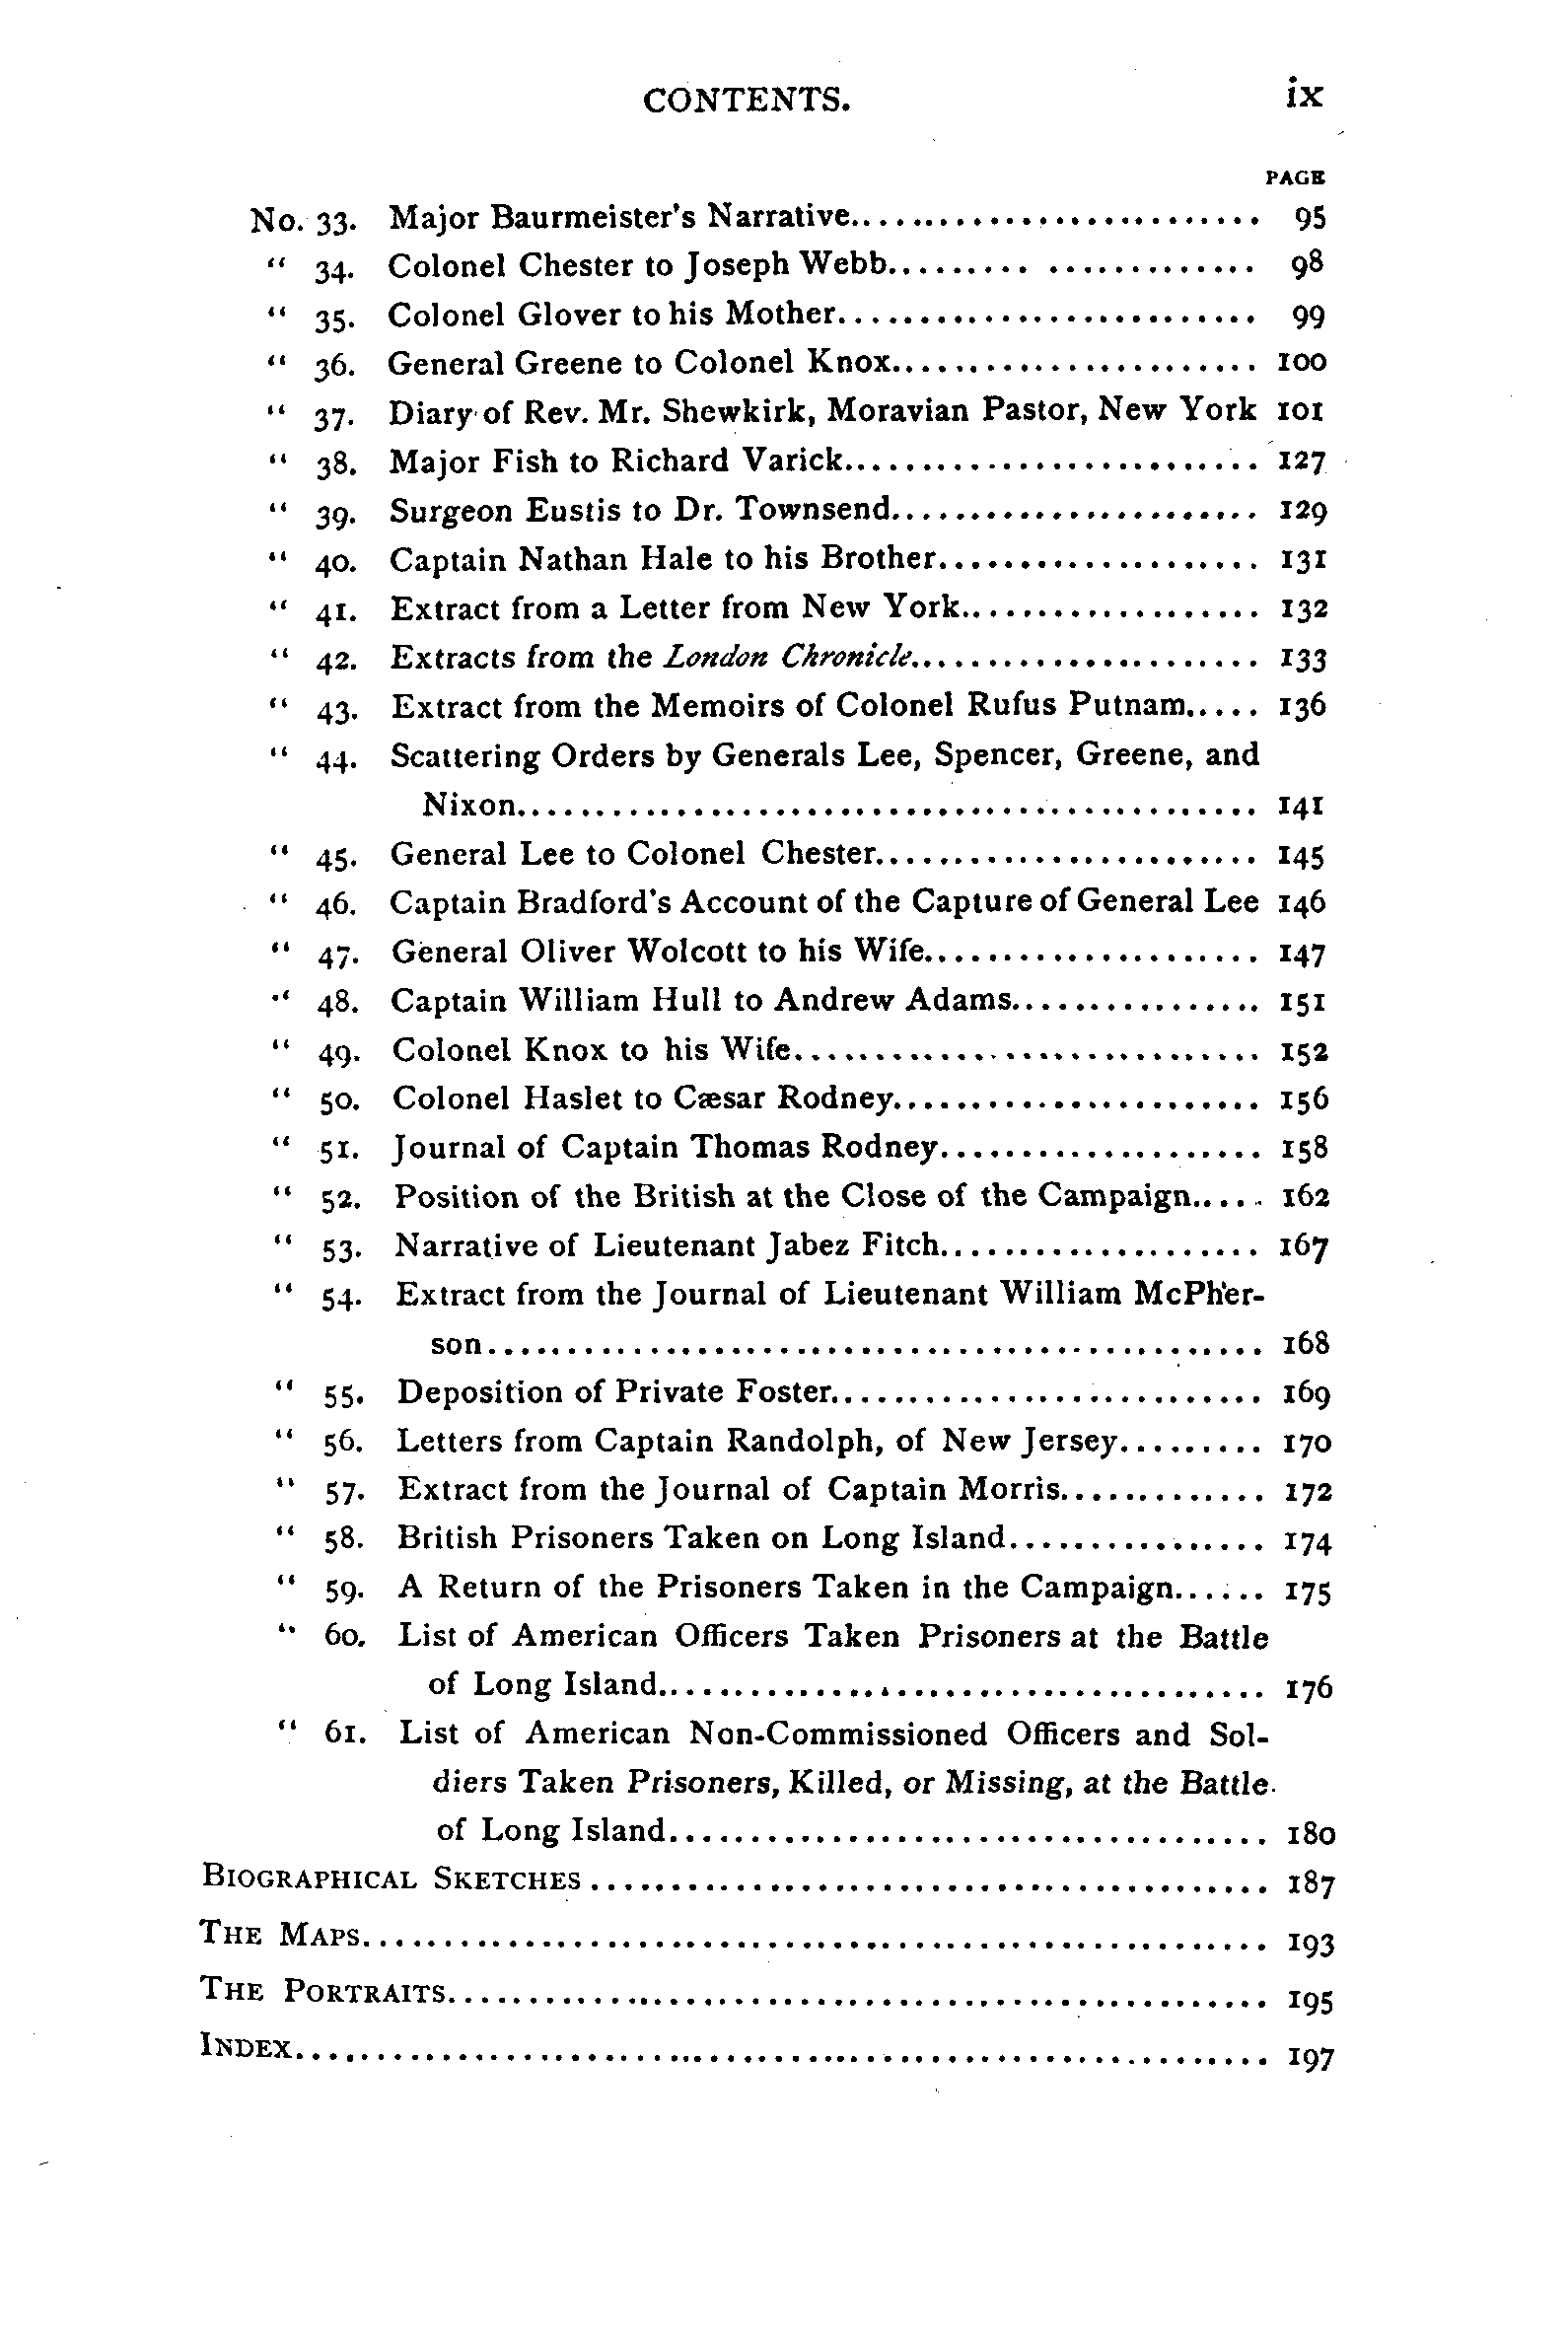 CONTENTS. ix
PAGE
No. 33. Major Baurmeister's Narrative.......................... 95
“ 34. Colonel Chester to Joseph Webb......... ............. 98
“ 35. Colonel Glover to his Mother.......................... 99
“ 36. General Greene to Colonel Knox....................... 100
“ 37. Diary of Rev. Mr. Shewkirk, Moravian Pastor, New York 101
“ 38. Major Fish to Richard Varick.......................... 127
“ 39. Surgeon Eustis to Dr. Townsend....................... 129
“ 40. Captain Nathan Hale to his Brother.................... 131
“ 41. Extract from a Letter from New York.................. 132
“ 42. Extracts from the London Chronicle...................... 133
“ 43. Extract from the Memoirs of Colonel Rufus Putnam..... 136
“ 44. Scattering Orders by Generals Lee, Spencer, Greene, and
Nixon.............................................. 141
“ 45. General Lee to Colonel Chester........................ 145
“ 46. Captain Bradford's Account of the Capture of General Lee 146
“ 47. General Oliver Wolcott to his Wife..................... 147
“ 48. Captain William Hull to Andrew Adams................ 151
“ 49. Colonel Knox to his Wife............................. 152
“ 50. Colonel Haslet to Cæsar Rodney....................... 156
“ 51. Journal of Captain Thomas Rodney.................... 158
“ 52. Position of the British at the Close of the Campaign..... 162
“ 53. Narrative of Lieutenant Jabez Fitch.................... 167
“ 54. Extract from the Journal of Lieutenant William McPher-
son................................................ 168
“ 55. Deposition of Private Foster........................... 169
“ 56. Letters from Captain Randolph, of New Jersey......... 170
“ 57. Extract from the Journal of Captain Morris............. 172
“ 58. British Prisoners Taken on Long Island................ 174
“ 59. A Return of the Prisoners Taken in the Campaign...... 175
“ 60. List of American Officers Taken Prisoners at the Battle
of Long Island...................................... 176
“ 61. List of American Non-Commissioned Officers and Sol-
diers Taken Prisoners, Killed, or Missing, at the Battle
of Long Island..................................... 180
BIOGRAPHICAL SKETCHES .......................................... 187
THE MAPS......................................................... 193
THE PORTRAITS................................................... 195
INDEX............................................................. 197